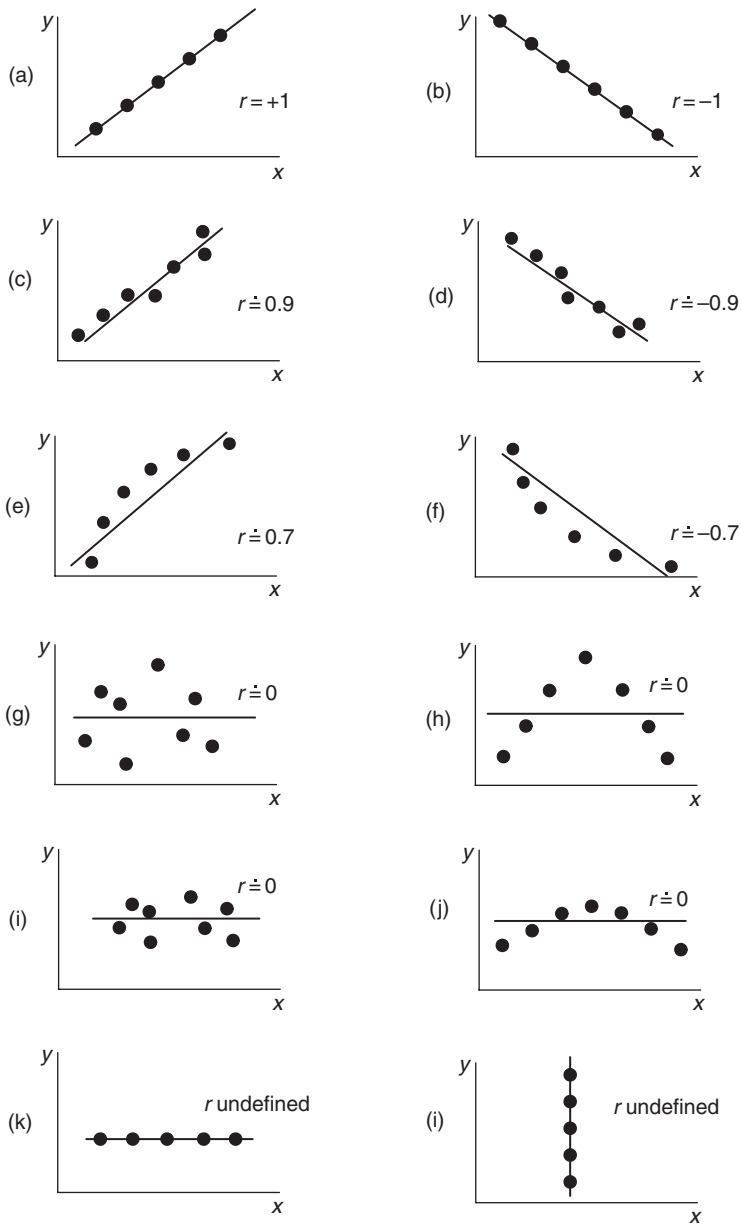 y
(a)
r = +1
x
y
(b)
r = −1
x
y
(c)
r ≐ 0.9
x
y
(d)
r ≐ −0.9
x
y
(e)
r ≐ 0.7
x
y
(f)
r ≐ −0.7
x
y
(g)
r ≐ 0
x
y
(h)
r ≐ 0
x
y
(i)
r ≐ 0
x
y
(j)
r ≐ 0
x
y
(k)
r undefined
x
y
(i)
r undefined
x